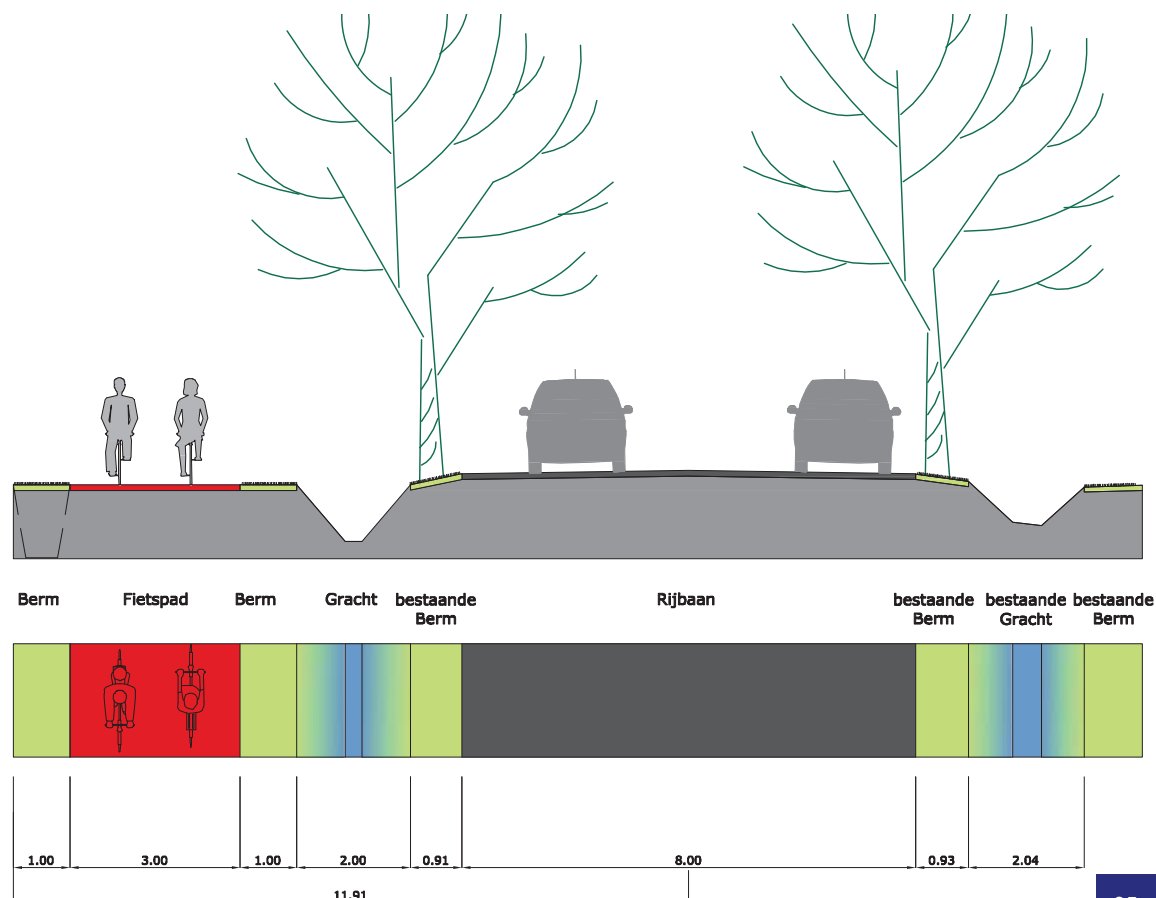 Berm Fietspad Berm Gracht bestaande Berm Rijbaan bestaande Berm bestaande Gracht bestaande Berm
1.00 3.00 1.00 2.00 0.91 8.00 0.93 2.04
11.91